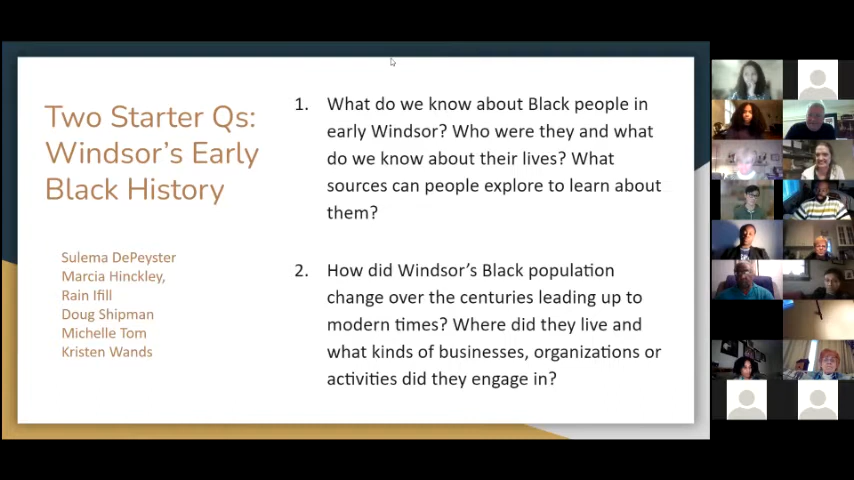 Two Starter Qs:
Windsor's Early
Black History
Sulema DePeyster
Marcia Hinckley,
Rain Ifill
Doug Shipman
Michelle Tom
Kristen Wands
1. What do we know about Black people in
early Windsor? Who were they and what
do we know about their lives? What
sources can people explore to learn about
them?
2. How did Windsor's Black population
change over the centuries leading up to
modern times? Where did they live and
what kinds of businesses, organizations or
activities did they engage in?